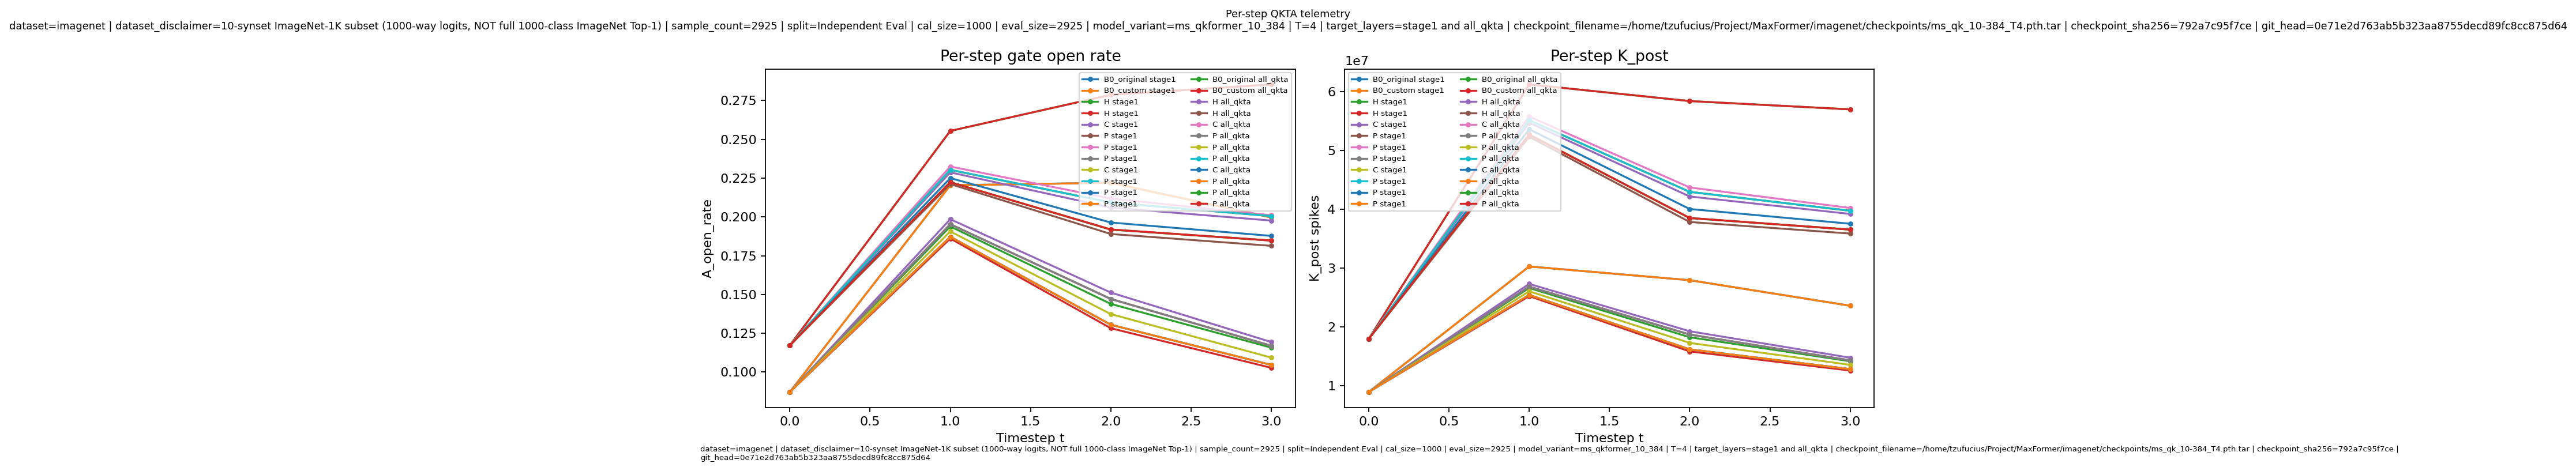 Per-step QKTA telemetry
dataset=imagenet | dataset_disclaimer=10-synset ImageNet-1K subset (1000-way logits, NOT full 1000-class ImageNet Top-1) | sample_count=2925 | split=Independent Eval | cal_size=1000 | eval_size=2925 | model_variant=ms_qkformer_10_384 | T=4 | target_layers=stage1 and all_qkta | checkpoint_filename=/home/tzufucius/Project/MaxFormer/imagenet/checkpoints/ms_qk_10-384_T4.pth.tar | checkpoint_sha256=792a7c95f7ce | git_head=0e71e2d763ab5b323aa8755decd89fc8cc875d64
Per-step gate open rate
A_open_rate
0.275
0.250
0.225
0.200
0.175
0.150
0.125
0.100
B0_original stage1
B0_custom stage1
H stage1
H stage1
C stage1
P stage1
P stage1
P stage1
C stage1
P stage1
P stage1
P stage1
B0_original all_qkta
B0_custom all_qkta
H all_qkta
H all_qkta
C all_qkta
P all_qkta
P all_qkta
P all_qkta
C all_qkta
P all_qkta
P all_qkta
P all_qkta
0.0 0.5 1.0 1.5 2.0 2.5 3.0
Timestep t
Per-step K_post
1e7
K_post spikes
6
5
4
3
2
1
B0_original stage1
B0_custom stage1
H stage1
H stage1
C stage1
P stage1
P stage1
P stage1
C stage1
P stage1
P stage1
P stage1
B0_original all_qkta
B0_custom all_qkta
H all_qkta
H all_qkta
C all_qkta
P all_qkta
P all_qkta
P all_qkta
C all_qkta
P all_qkta
P all_qkta
P all_qkta
0.0 0.5 1.0 1.5 2.0 2.5 3.0
Timestep t
dataset=imagenet | dataset_disclaimer=10-synset ImageNet-1K subset (1000-way logits, NOT full 1000-class ImageNet Top-1) | sample_count=2925 | split=Independent Eval | cal_size=1000 | eval_size=2925 | model_variant=ms_qkformer_10_384 | T=4 | target_layers=stage1 and all_qkta | checkpoint_filename=/home/tzufucius/Project/MaxFormer/imagenet/checkpoints/ms_qk_10-384_T4.pth.tar | checkpoint_sha256=792a7c95f7ce |
git_head=0e71e2d763ab5b323aa8755decd89fc8cc875d64